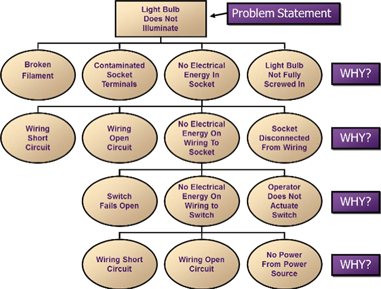 Light Bulb
Does Not
Illuminate
Problem Statement
Broken
Filament
Contaminated
Socket
Terminals
No Electrical
Energy In
Socket
Light Bulb
Not Fully
Screwed In
WHY?
Wiring
Short
Circuit
Wiring
Open
Circuit
No Electrical
Energy On
Wiring To
Socket
Socket
Disconnected
From Wiring
WHY?
Switch
Fails Open
No Electrical
Energy On
Wiring to
Switch
Operator
Does Not
Actuate
Switch
WHY?
Wiring Short
Circuit
Wiring Open
Circuit
No Power
From Power
Source
WHY?